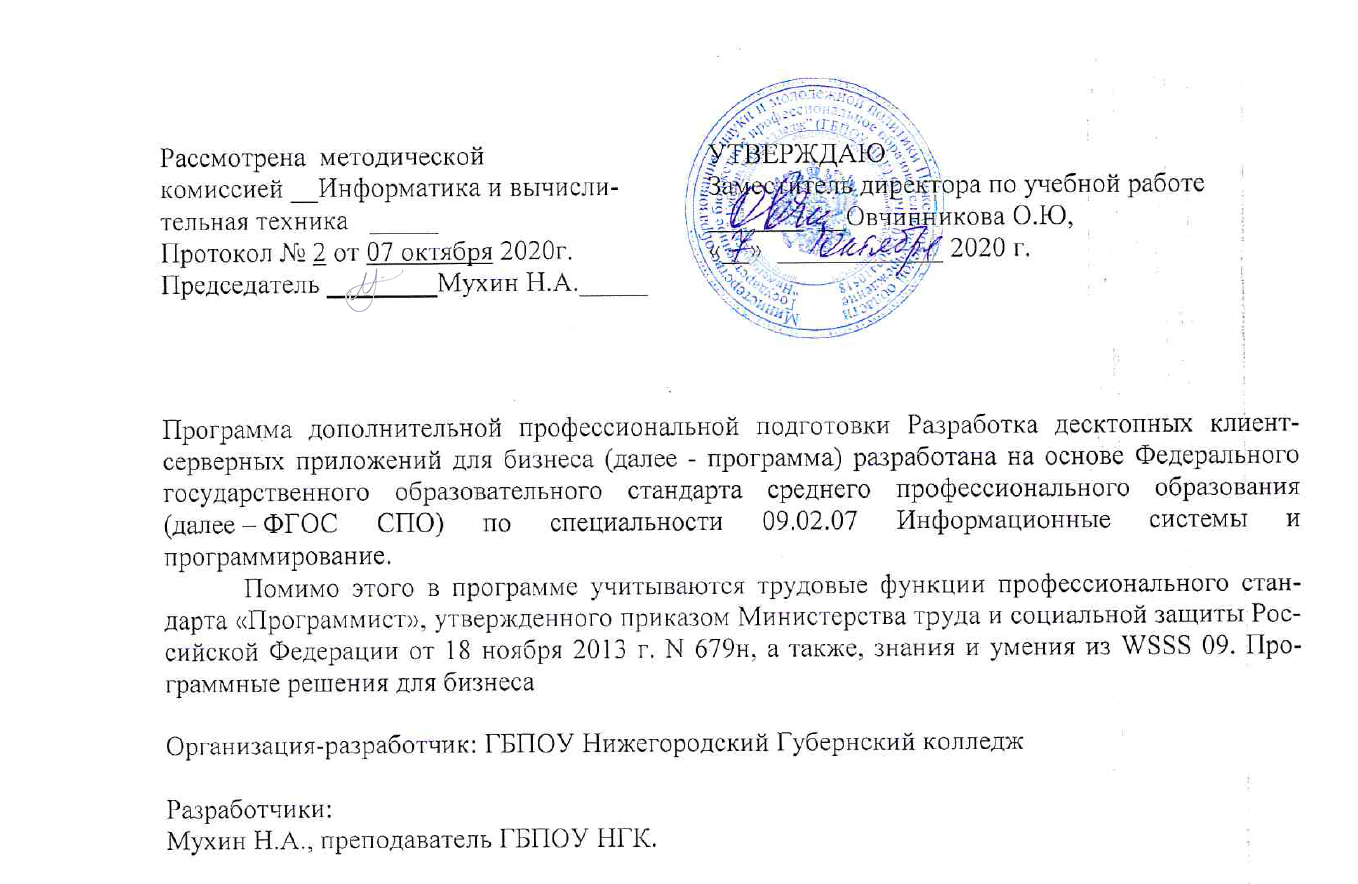 Рассмотрена методической
комиссией __Информатика и вычисли-
тельная техника _____
Протокол № 2 от 07 октября 2020г.
Председатель ________Мухин Н.А._____
УТВЕРЖДАЮ
Заместитель директора по учебной работе
__________Овчинникова О.Ю,
«7» октября 2020 г.
Программа дополнительной профессиональной подготовки Разработка десктопных клиент-
серверных приложений для бизнеса (далее - программа) разработана на основе Федерального
государственного образовательного стандарта среднего профессионального образования
(далее – ФГОС СПО) по специальности 09.02.07 Информационные системы и
программирование.
Помимо этого в программе учитываются трудовые функции профессионального стан-
дарта «Программист», утвержденного приказом Министерства труда и социальной защиты Рос-
сийской Федерации от 18 ноября 2013 г. N 679н, а также, знания и умения из WSSS 09. Про-
граммные решения для бизнеса
Организация-разработчик: ГБПОУ Нижегородский Губернский колледж
Разработчики:
Мухин Н.А., преподаватель ГБПОУ НГК.